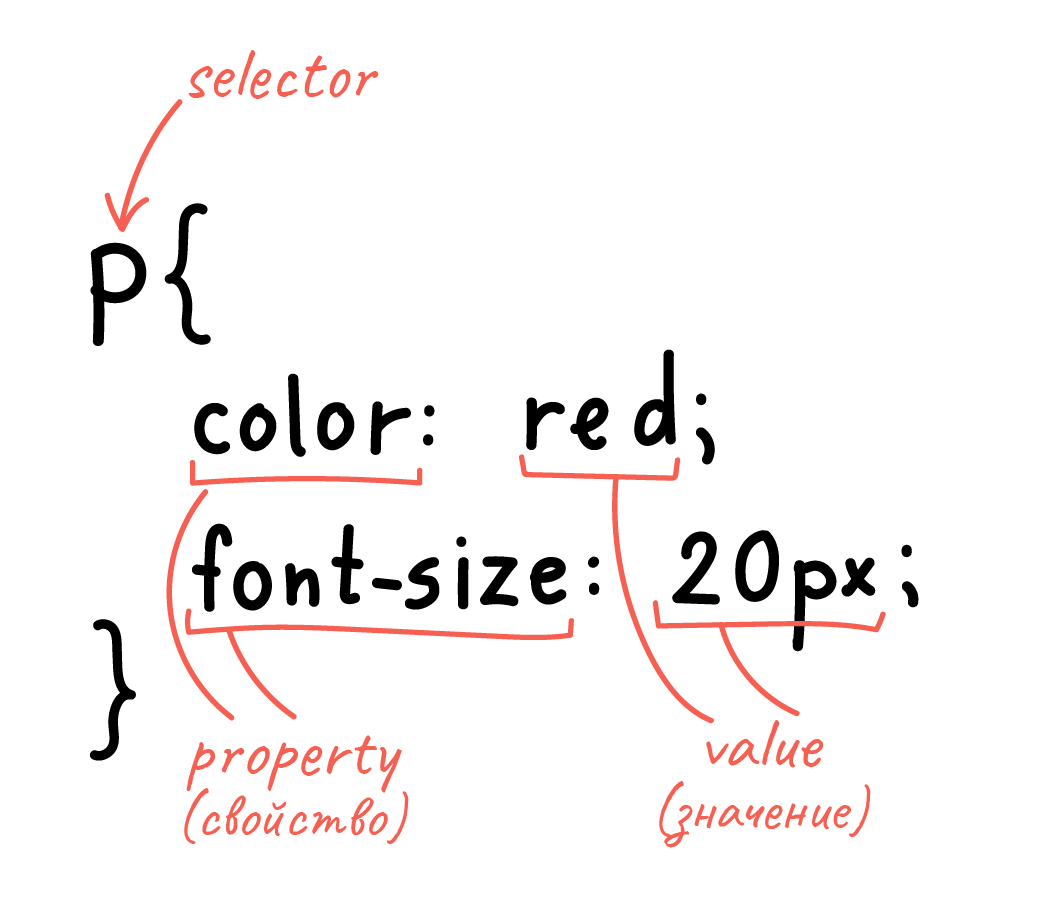 selector
p{
color: red;
font-size: 20px;
}
property value
(свойство) (значение)